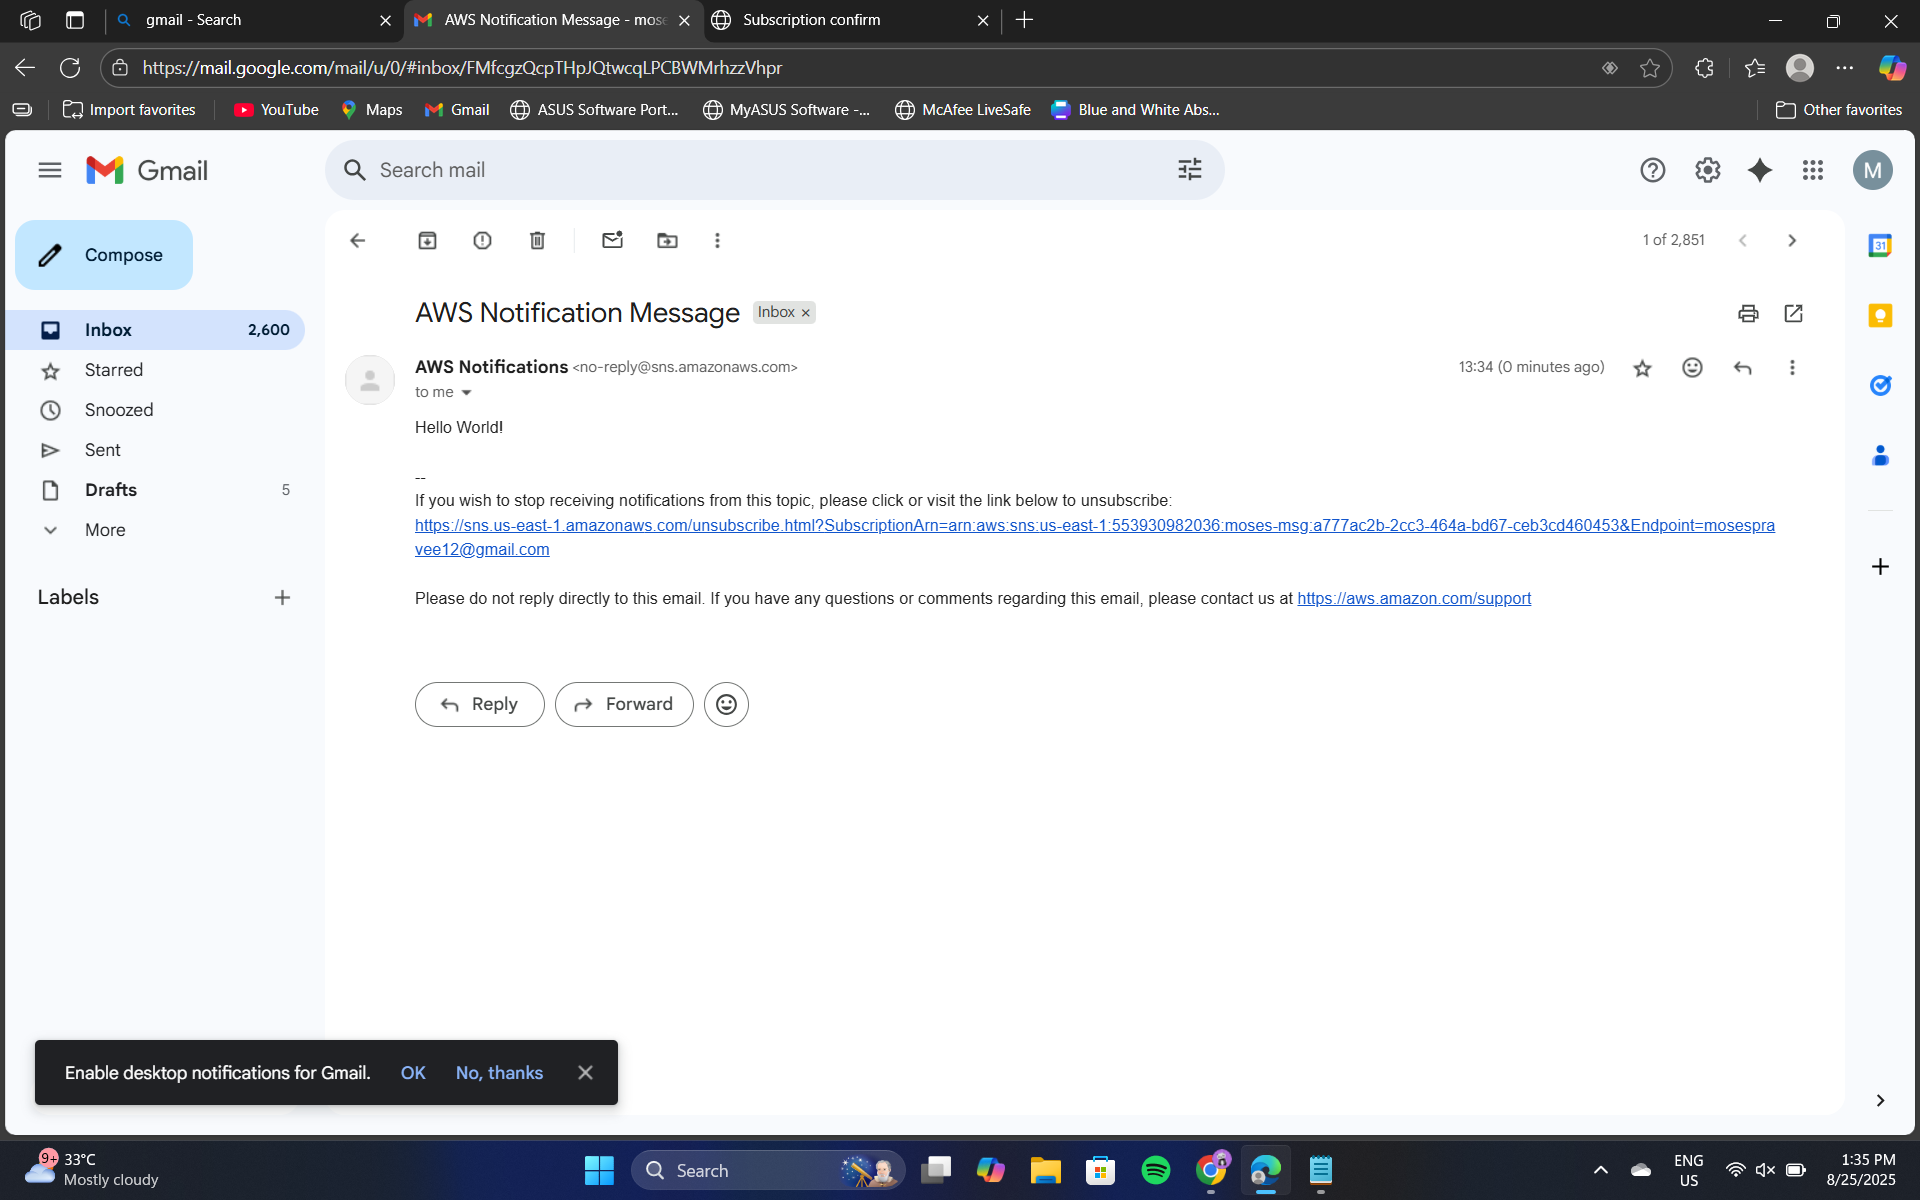 gmail - Search
AWS Notification Message - mose
Subscription confirm
https://mail.google.com/mail/u/0/#inbox/FMfcgzQcpTHpJQtwcqLPCBWMrhzzVhpr
Import favorites
YouTube
Maps
Gmail
ASUS Software Port...
MyASUS Software -...
McAfee LiveSafe
Blue and White Abs...
Other favorites
Gmail
Search mail
M
Compose
1 of 2,851
31
Inbox 2,600
Starred
Snoozed
Sent
Drafts 5
More
Labels
AWS Notification Message Inbox ×
AWS Notifications <no-reply@sns.amazonaws.com> 13:34 (0 minutes ago)
to me
Hello World!
--
If you wish to stop receiving notifications from this topic, please click or visit the link below to unsubscribe:
https://sns.us-east-1.amazonaws.com/unsubscribe.html?SubscriptionArn=arn:aws:sns:us-east-1:553930982036:moses-msg:a777ac2b-2cc3-464a-bd67-ceb3cd460453&Endpoint=mosespra
vee12@gmail.com
Please do not reply directly to this email. If you have any questions or comments regarding this email, please contact us at https://aws.amazon.com/support
Reply
Forward
Enable desktop notifications for Gmail. OK No, thanks
9+
33°C
Mostly cloudy
Search
ENG
US
1:35 PM
8/25/2025